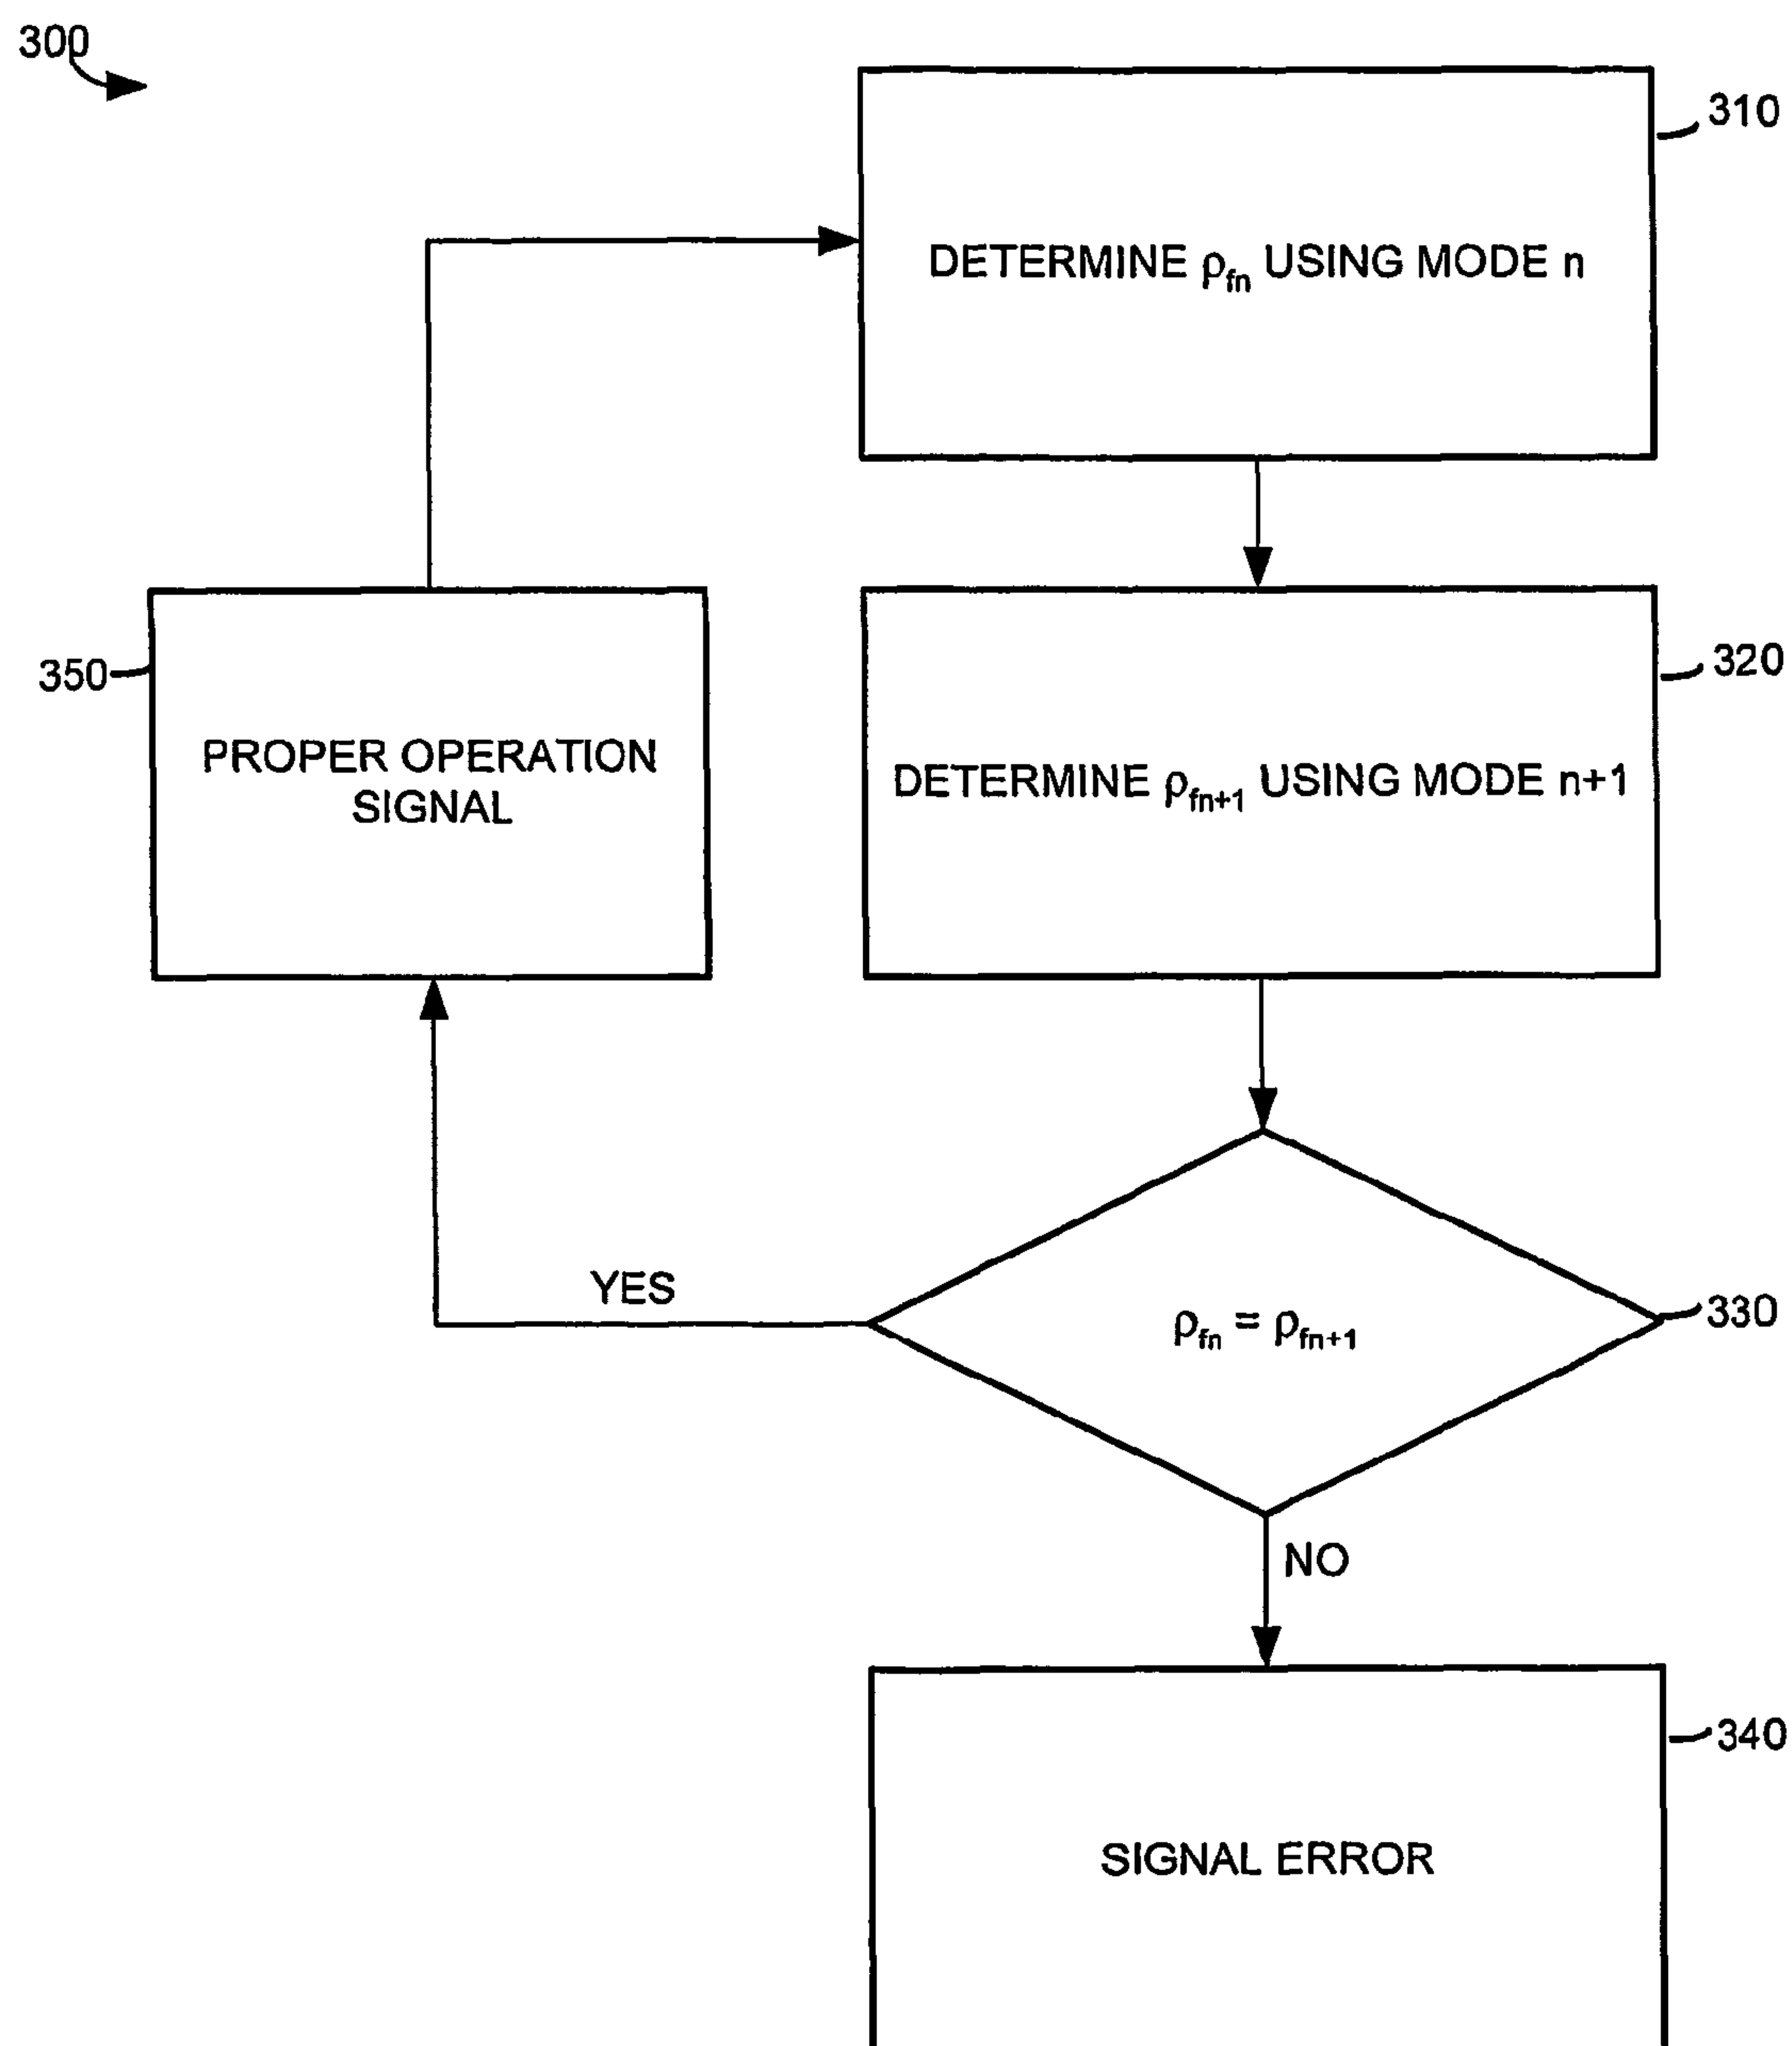 300
310
DETERMINE ρfn USING MODE n
350
320
PROPER OPERATION
SIGNAL
DETERMINE ρfn+1 USING MODE n+1
YES
ρfn = ρfn+1
330
NO
340
SIGNAL ERROR